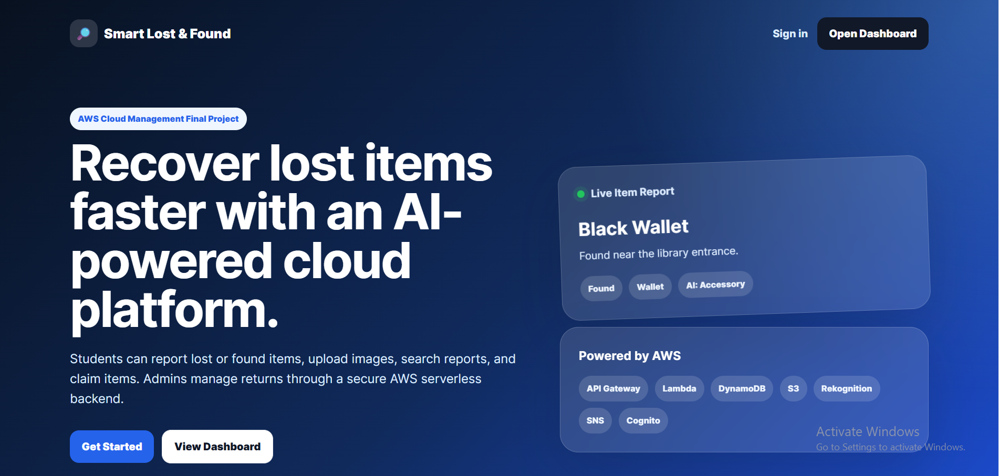 Smart Lost & Found
Sign in
Open Dashboard
AWS Cloud Management Final Project
Recover lost items
faster with an AI-
powered cloud
platform.
Students can report lost or found items, upload images, search reports, and
claim items. Admins manage returns through a secure AWS serverless
backend.
Get Started
View Dashboard
Live Item Report
Black Wallet
Found near the library entrance.
Found
Wallet
AI: Accessory
Powered by AWS
API Gateway
Lambda
DynamoDB
S3
Rekognition
SNS
Cognito
Activate Windows
Go to Settings to activate Windows.